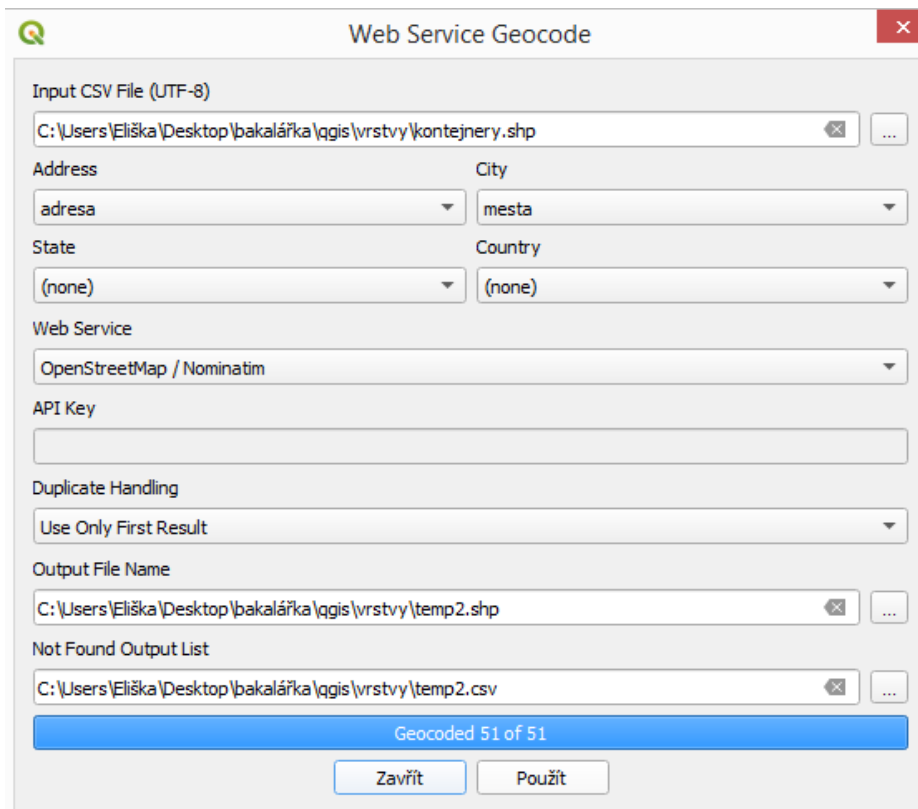 Web Service Geocode
Input CSV File (UTF-8)
C:\Users\Eliška\Desktop\bakalářka\qgis\vrstvy\kontejnery.shp
...
Address
City
adresa
mesta
State
Country
(none)
(none)
Web Service
OpenStreetMap / Nominatim
API Key
Duplicate Handling
Use Only First Result
Output File Name
C:\Users\Eliška\Desktop\bakalářka\qgis\vrstvy\temp2.shp
...
Not Found Output List
C:\Users\Eliška\Desktop\bakalářka\qgis\vrstvy\temp2.csv
...
Geocoded 51 of 51
Zavřít
Použít